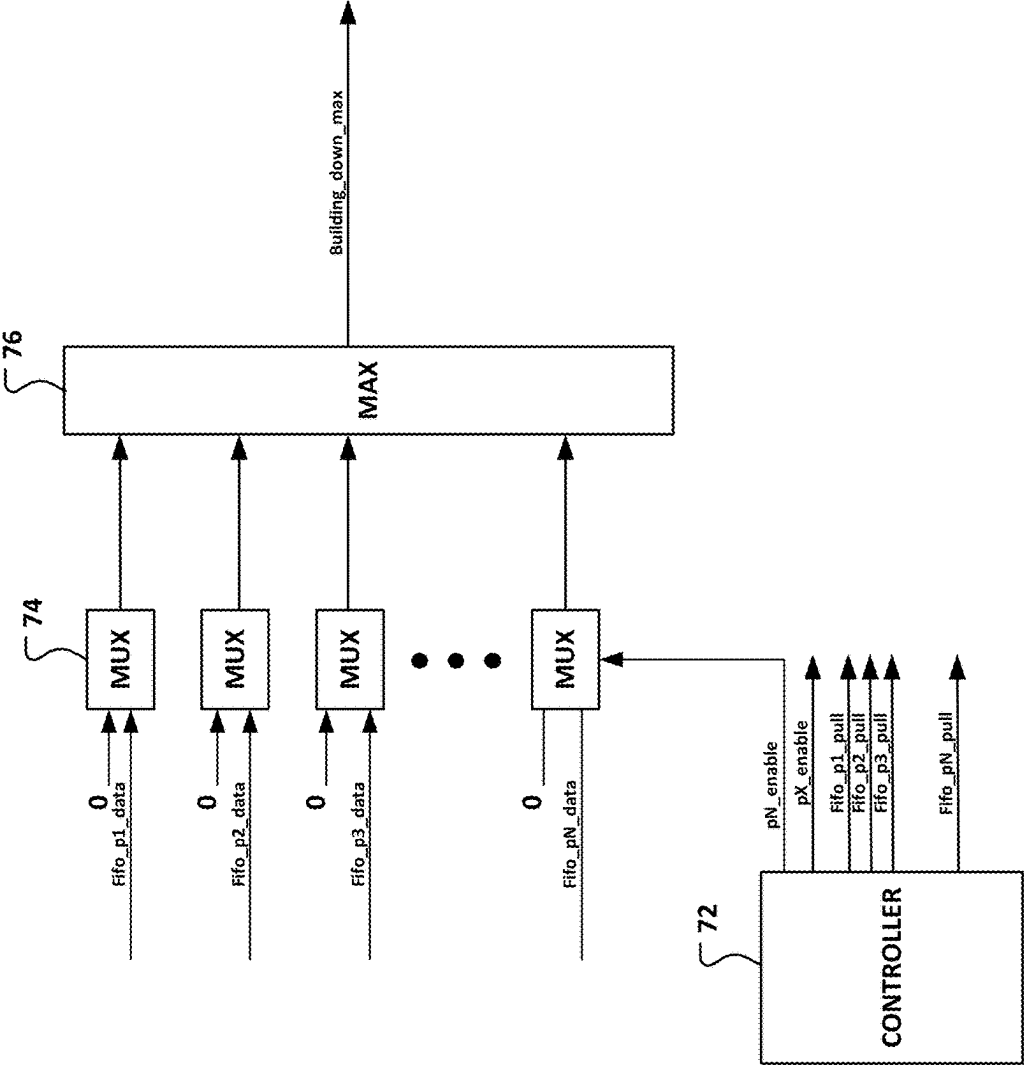 Building_down_max
76
MAX
74
MUX
MUX
MUX
MUX
0
Fifo_p1_data
0
Fifo_p2_data
0
Fifo_p3_data
0
Fifo_pN_data
pN_enable
pX_enable
Fifo_p1_pull
Fifo_p2_pull
Fifo_p3_pull
Fifo_pN_pull
72
CONTROLLER